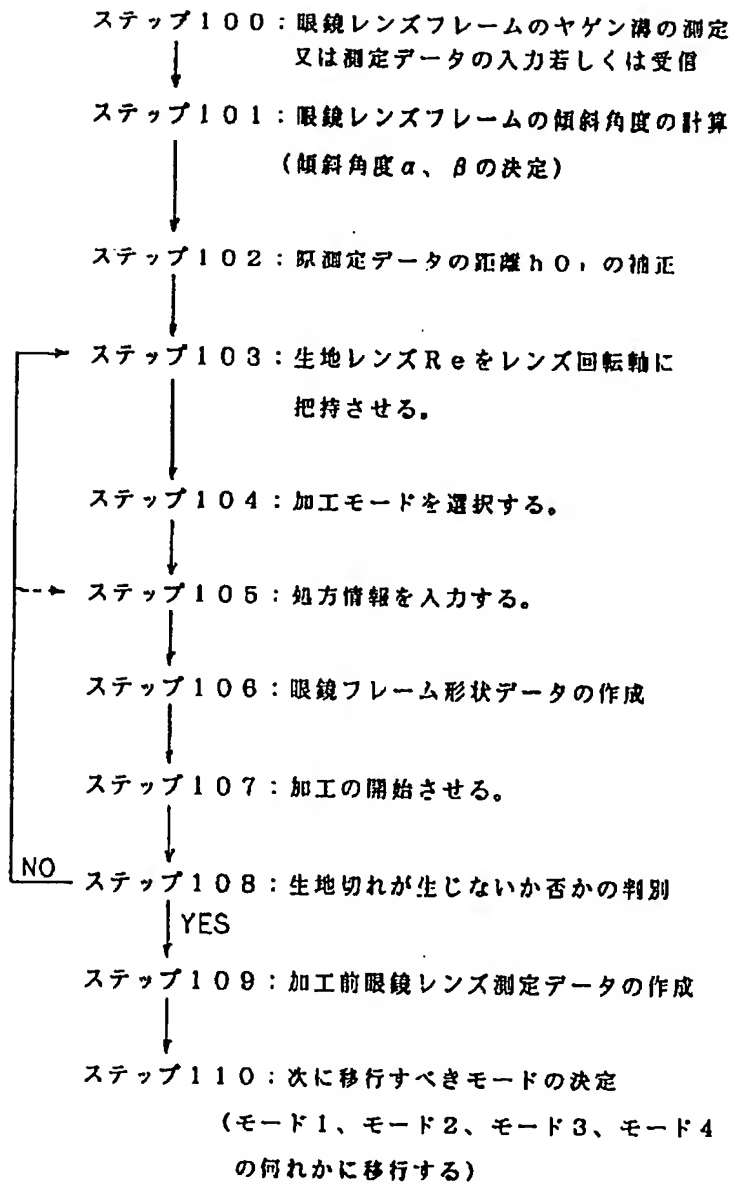 ステップ100:眼鏡レンズフレームのヤゲン溝の測定
又は測定データの入力若しくは受信
ステップ101:眼鏡レンズフレームの傾斜角度の計算
(傾斜角度α、βの決定)
ステップ102:原測定データの距離h0ᵢの補正
ステップ103:生地レンズReをレンズ回転軸に
把持させる。
ステップ104:加工モードを選択する。
ステップ105:処方情報を入力する。
ステップ106:眼鏡フレーム形状データの作成
ステップ107:加工の開始させる。
NO
ステップ108:生地切れが生じないか否かの判別
YES
ステップ109:加工前眼鏡レンズ測定データの作成
ステップ110:次に移行すべきモードの決定
(モード1、モード2、モード3、モード4
の何れかに移行する)